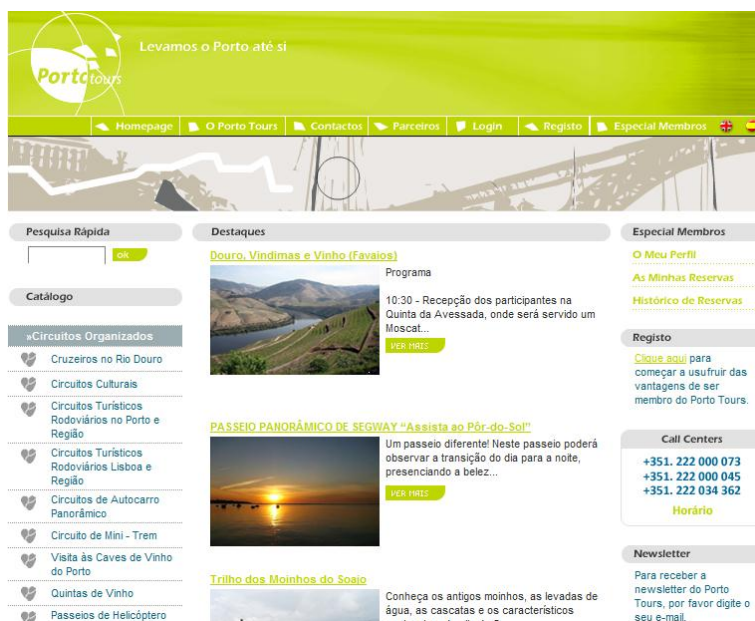 Levamos o Porto até si
Porto tours
Homepage
O Porto Tours
Contactos
Parceiros
Login
Registo
Especial Membros
Pesquisa Rápida
ok
Catálogo
»Circuitos Organizados
Cruzeiros no Rio Douro
Circuitos Culturais
Circuitos Turísticos
Rodoviários no Porto e
Região
Circuitos Turísticos
Rodoviários Lisboa e
Região
Circuitos de Autocarro
Panorâmico
Circuito de Mini - Trem
Visita às Caves de Vinho
do Porto
Quintas de Vinho
Passeios de Helicóptero
Destaques
Douro, Vindimas e Vinho (Favaios)
Programa
10:30 - Recepção dos participantes na
Quinta da Avessada, onde será servido um
Moscat...
VER MAIS
PASSEIO PANORÂMICO DE SEGWAY “Assista ao Pôr-do-Sol”
Um passeio diferente! Neste passeio poderá
observar a transição do dia para a noite,
presenciando a belez...
VER MAIS
Trilho dos Moinhos do Soajo
Conheça os antigos moinhos, as levadas de
água, as cascatas e os característicos
Especial Membros
O Meu Perfil
As Minhas Reservas
Histórico de Reservas
Registo
Clique aqui para
começar a usufruir das
vantagens de ser
membro do Porto Tours.
Call Centers
+351. 222 000 073
+351. 222 000 045
+351. 222 034 362
Horário
Newsletter
Para receber a
newsletter do Porto
Tours, por favor digite o
seu e-mail.